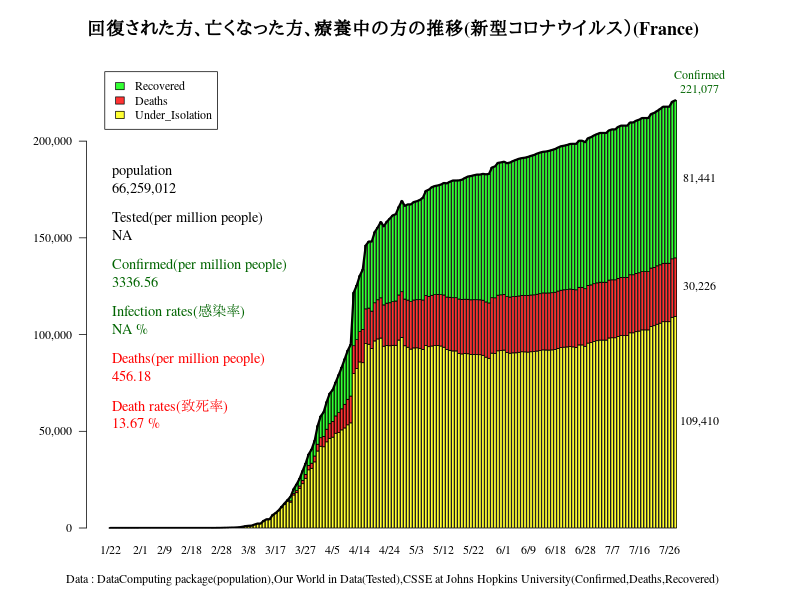 回復された方、亡くなった方、療養中の方の推移(新型コロナウイルス)(France)
Confirmed
221,077
Recovered
Deaths
Under_Isolation
200,000
150,000
100,000
50,000
0
population
66,259,012
Tested(per million people)
NA
Confirmed(per million people)
3336.56
Infection rates(感染率)
NA %
Deaths(per million people)
456.18
Death rates(致死率)
13.67 %
81,441
30,226
109,410
1/22 2/1 2/9 2/18 2/28 3/8 3/17 3/27 4/4 4/14 4/24 5/3 5/12 5/22 6/1 6/9 6/18 6/28 7/7 7/16 7/26
Data : DataComputing package(population),Our World in Data(Tested),CSSE at Johns Hopkins University(Confirmed,Deaths,Recovered)